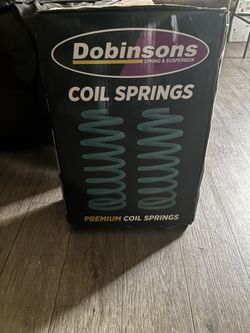 Dobinsons
SPRING & SUSPENSION
COIL SPRINGS
PREMIUM COIL SPRINGS